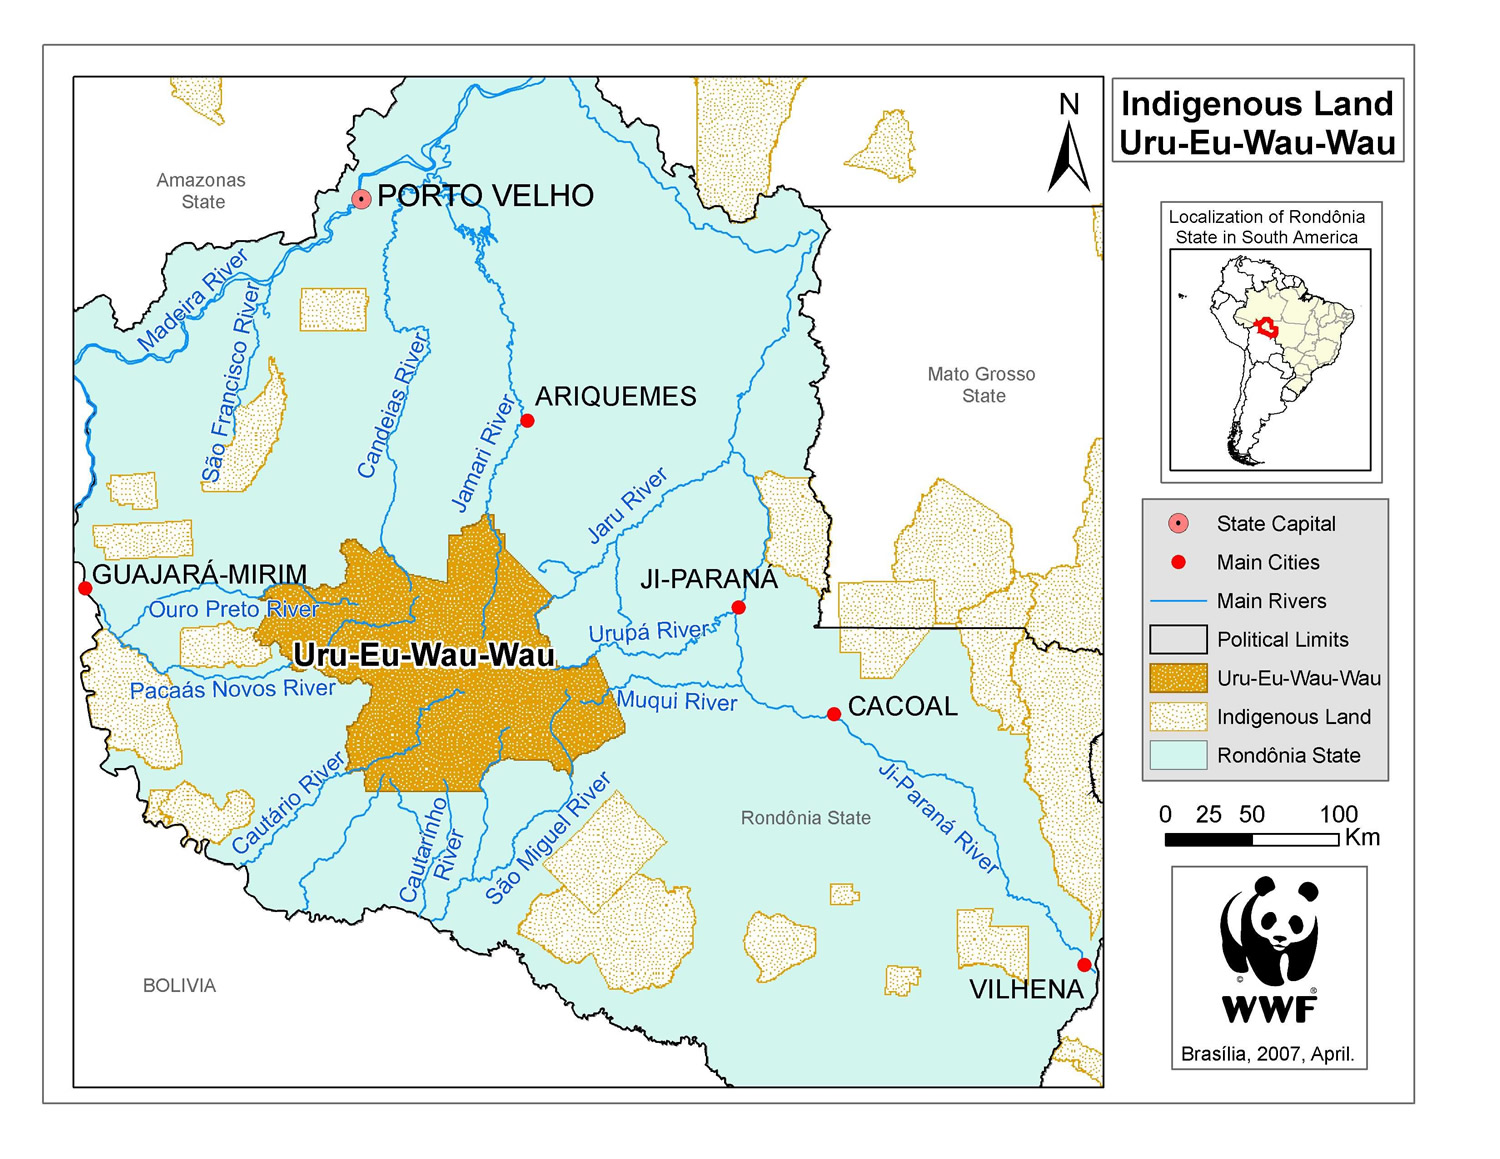 Indigenous Land
Uru-Eu-Wau-Wau
N
Amazonas
State
PORTO VELHO
Localization of Rondônia
State in South America
Madeira River
São Francisco River
Candeias River
Jamari River
ARIQUEMES
Mato Grosso
State
Jaru River
GUAJARÁ-MIRIM
JI-PARANÁ
Ouro Preto River
Urupá River
Uru-Eu-Wau-Wau
Pacaás Novos River
Muqui River
CACOAL
State Capital
Main Cities
Main Rivers
Political Limits
Uru-Eu-Wau-Wau
Indigenous Land
Rondônia State
Cautário River
Cautarinho
River
São Miguel River
Rondônia State
Ji-Paraná River
0 25 50 100
Km
BOLIVIA
VILHENA
©
®
WWF
Brasília, 2007, April.